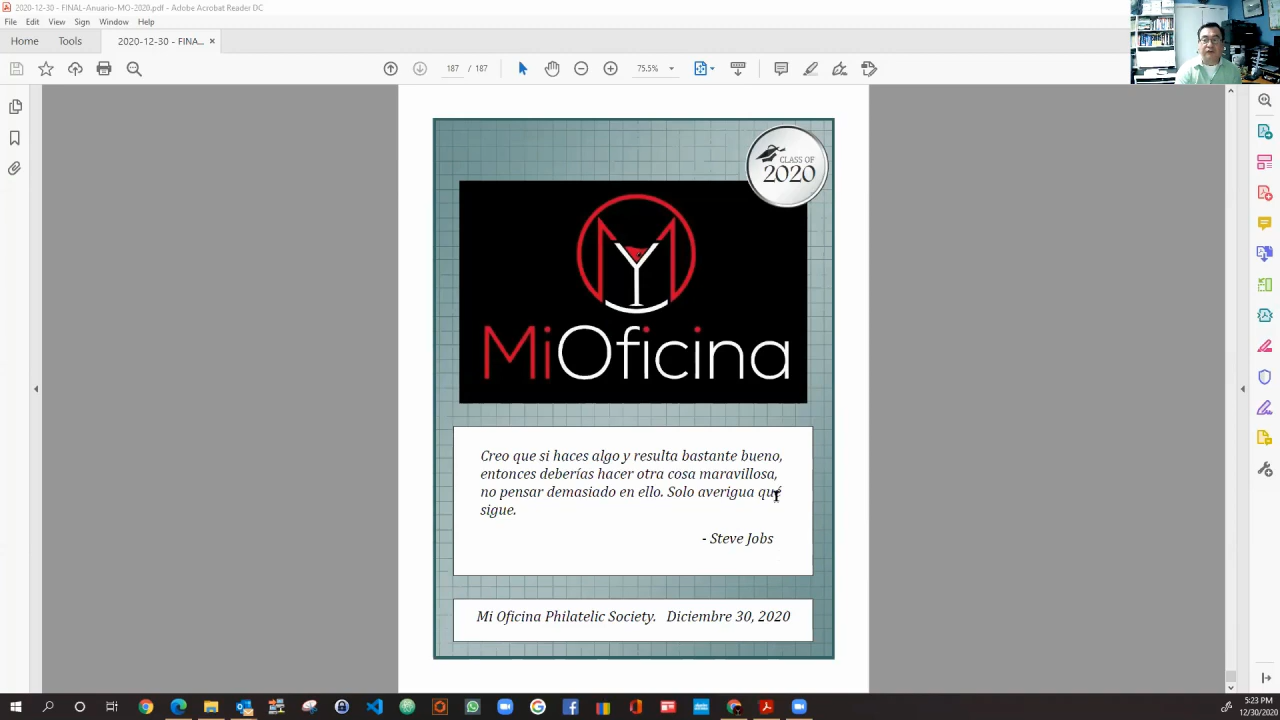 2020-12-30 - FINAL-Anuario-MO-2020.pdf - Adobe Acrobat Reader DC
File Edit View Sign Window Help
Home Tools 2020-12-30 - FINA... ×
187 / 187 75.5%
CLASS OF
2020
MiOficina
Creo que si haces algo y resulta bastante bueno,
entonces deberías hacer otra cosa maravillosa,
no pensar demasiado en ello. Solo averigua qué
sigue.
- Steve Jobs
Mi Oficina Philatelic Society. Diciembre 30, 2020
5:23 PM
12/30/2020